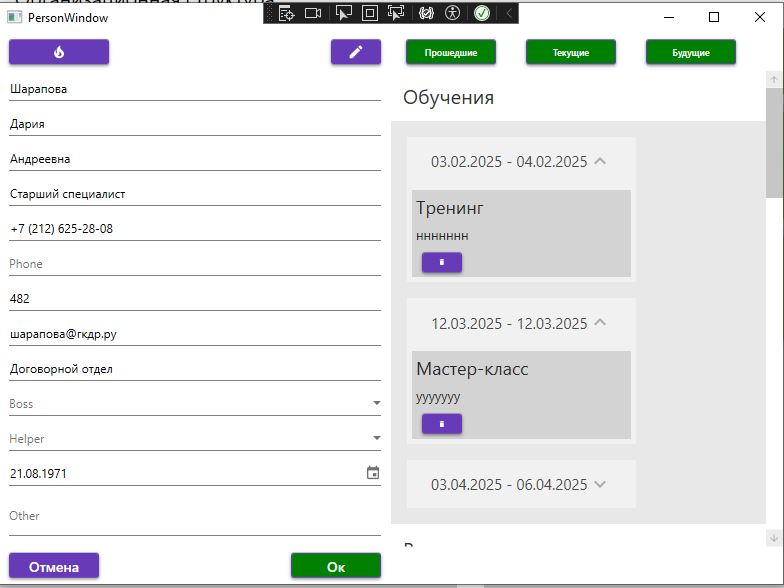 PersonWindow
Прошедшие
Текущие
Будущие
Шарапова
Дария
Андреевна
Старший специалист
+7 (212) 625-28-08
Phone
482
шарапова@гкдр.ру
Договорной отдел
Boss
Helper
21.08.1971
Other
Отмена
Ок
Обучения
03.02.2025 - 04.02.2025
Тренинг
ннннннн
12.03.2025 - 12.03.2025
Мастер-класс
ууууууу
03.04.2025 - 06.04.2025